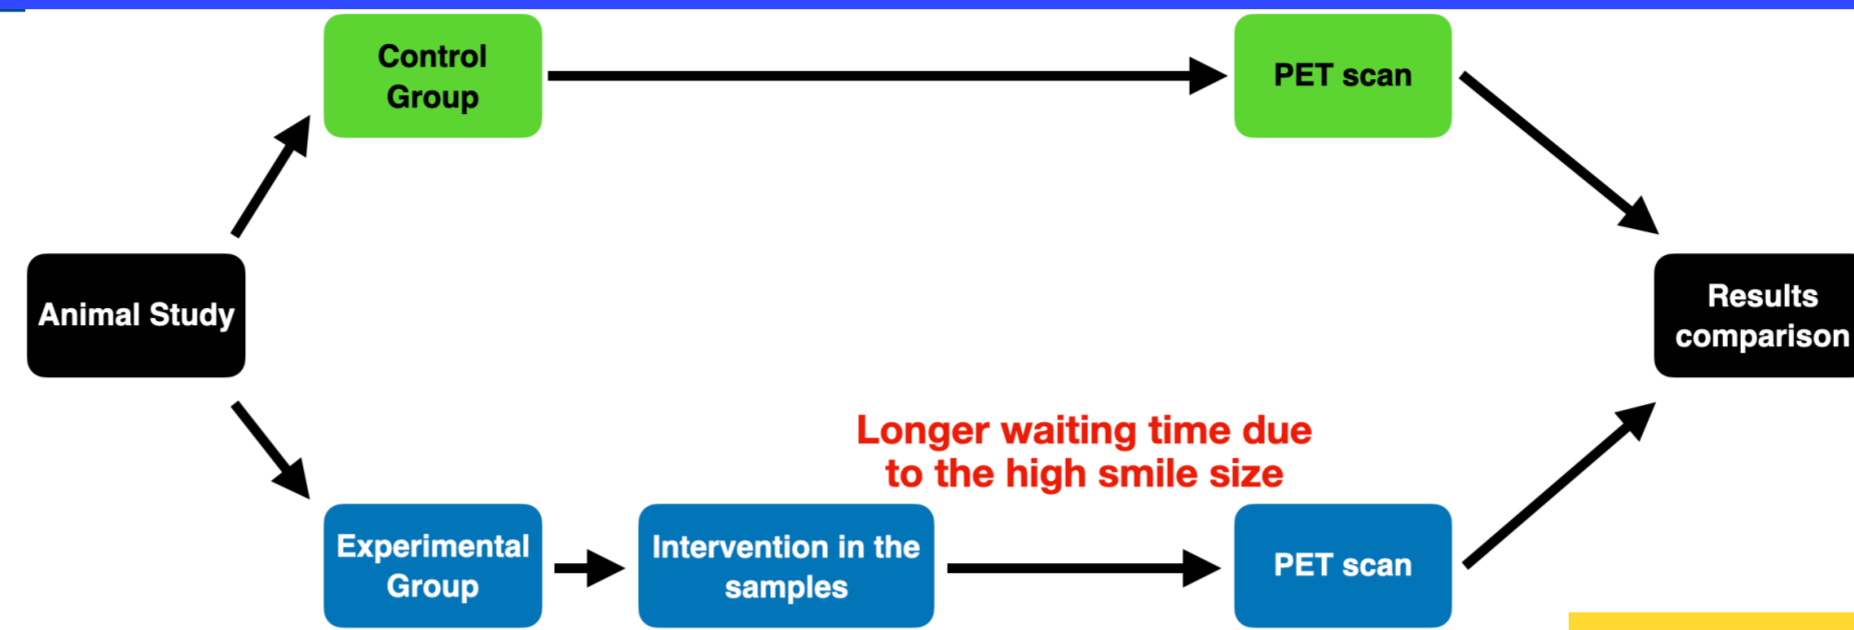 Control
Group
PET scan
Animal Study
Results
comparison
Longer waiting time due
to the high smile size
Experimental
Group
Intervention in the
samples
PET scan